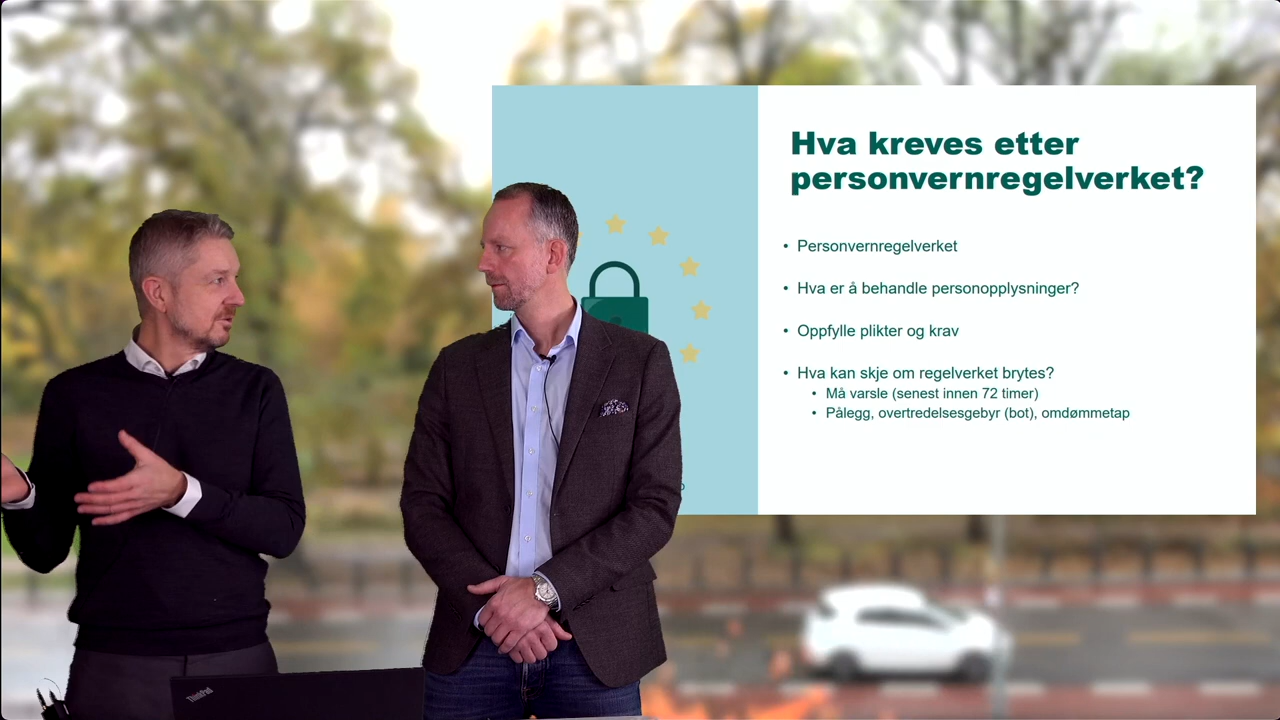 Hva kreves etter
personvernregelverket?
• Personvernregelverket
• Hva er å behandle personopplysninger?
• Oppfylle plikter og krav
• Hva kan skje om regelverket brytes?
• Må varsle (senest innen 72 timer)
• Pålegg, overtredelsesgebyr (bot), omdømmetap
ThinkPad